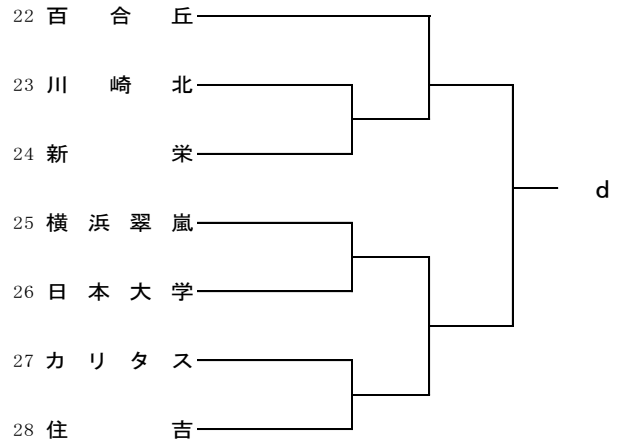 22 百合丘
23 川崎北
24 新栄
25 横浜翠嵐
26 日本大学
27 カリタス
28 住吉
d